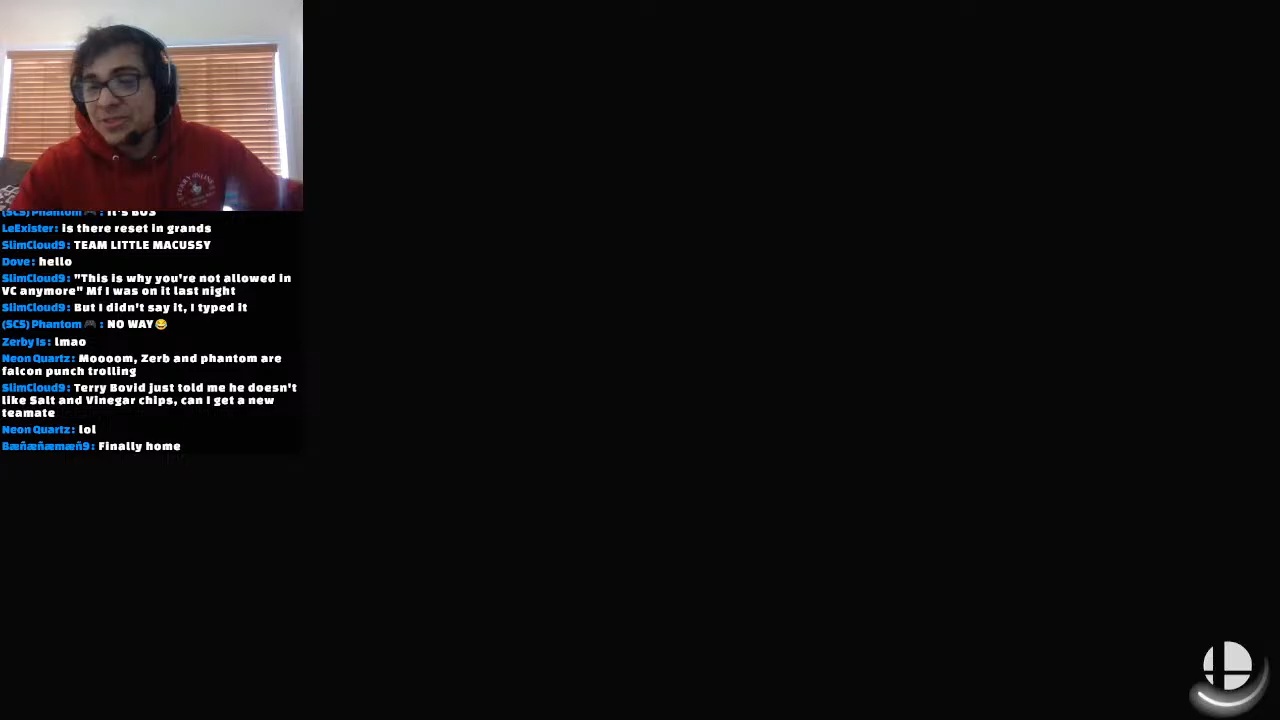 (SCS) Phantom🎮 : It's BO3
LeExister: is there reset in grands
SlimCloud9: TEAM LITTLE MACUSSY
Dove: hello
SlimCloud9: "This is why you're not allowed in
VC anymore" Mf I was on it last night
SlimCloud9: But I didn't say it, I typed it
(SCS) Phantom🎮 : NO WAY😂
Zerby Is: lmao
Neon Quartz: Moooom, Zerb and phantom are
falcon punch trolling
SlimCloud9: Terry Bovid just told me he doesn't
like Salt and Vinegar chips, can I get a new
teamate
Neon Quartz: lol
Bæñæñæmæñ9: Finally home